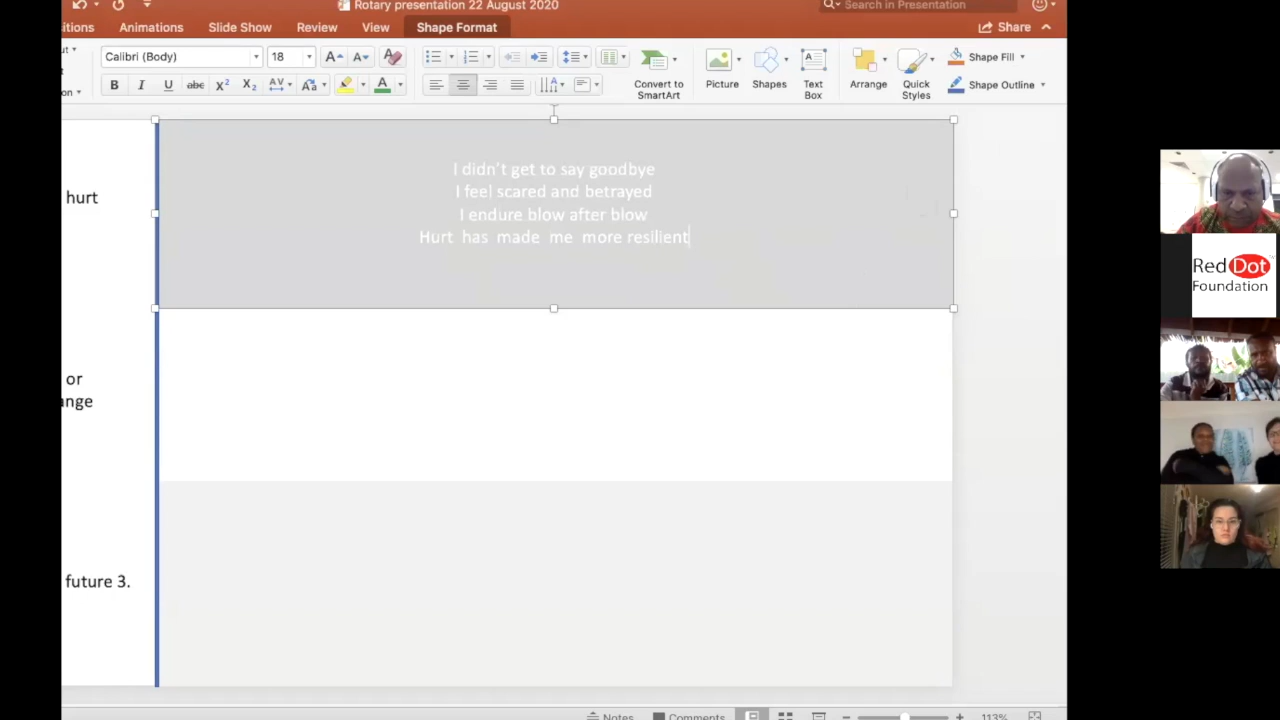 Rotary presentation 22 August 2020
Search in Presentation
itions
Animations
Slide Show
Review
View
Shape Format
Share
Calibri (Body)
18
Convert to
SmartArt
Picture
Shapes
Text
Box
Arrange
Quick
Styles
Shape Fill
Shape Outline
hurt
or
ange
future 3.
I didn't get to say goodbye
I feel scared and betrayed
I endure blow after blow
Hurt has made me more resilient
Red Dot
Foundation
Notes
Comments
113%